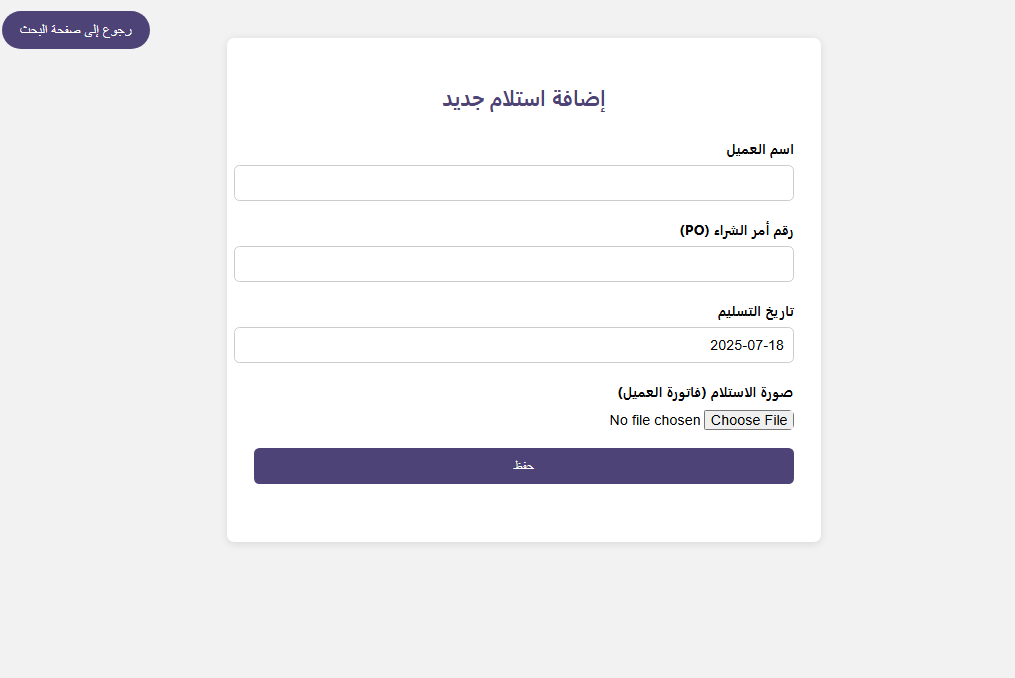 رجوع إلى صفحة البحث
إضافة استلام جديد
اسم العميل
رقم أمر الشراء (PO)
تاريخ التسليم
2025-07-18
صورة الاستلام (فاتورة العميل)
Choose File No file chosen
حفظ